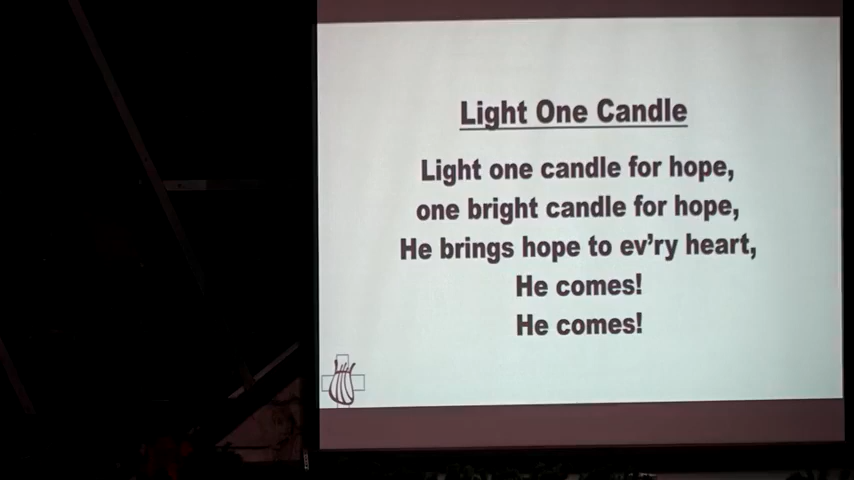 Light One Candle
Light one candle for hope,
one bright candle for hope,
He brings hope to ev’ry heart,
He comes!
He comes!